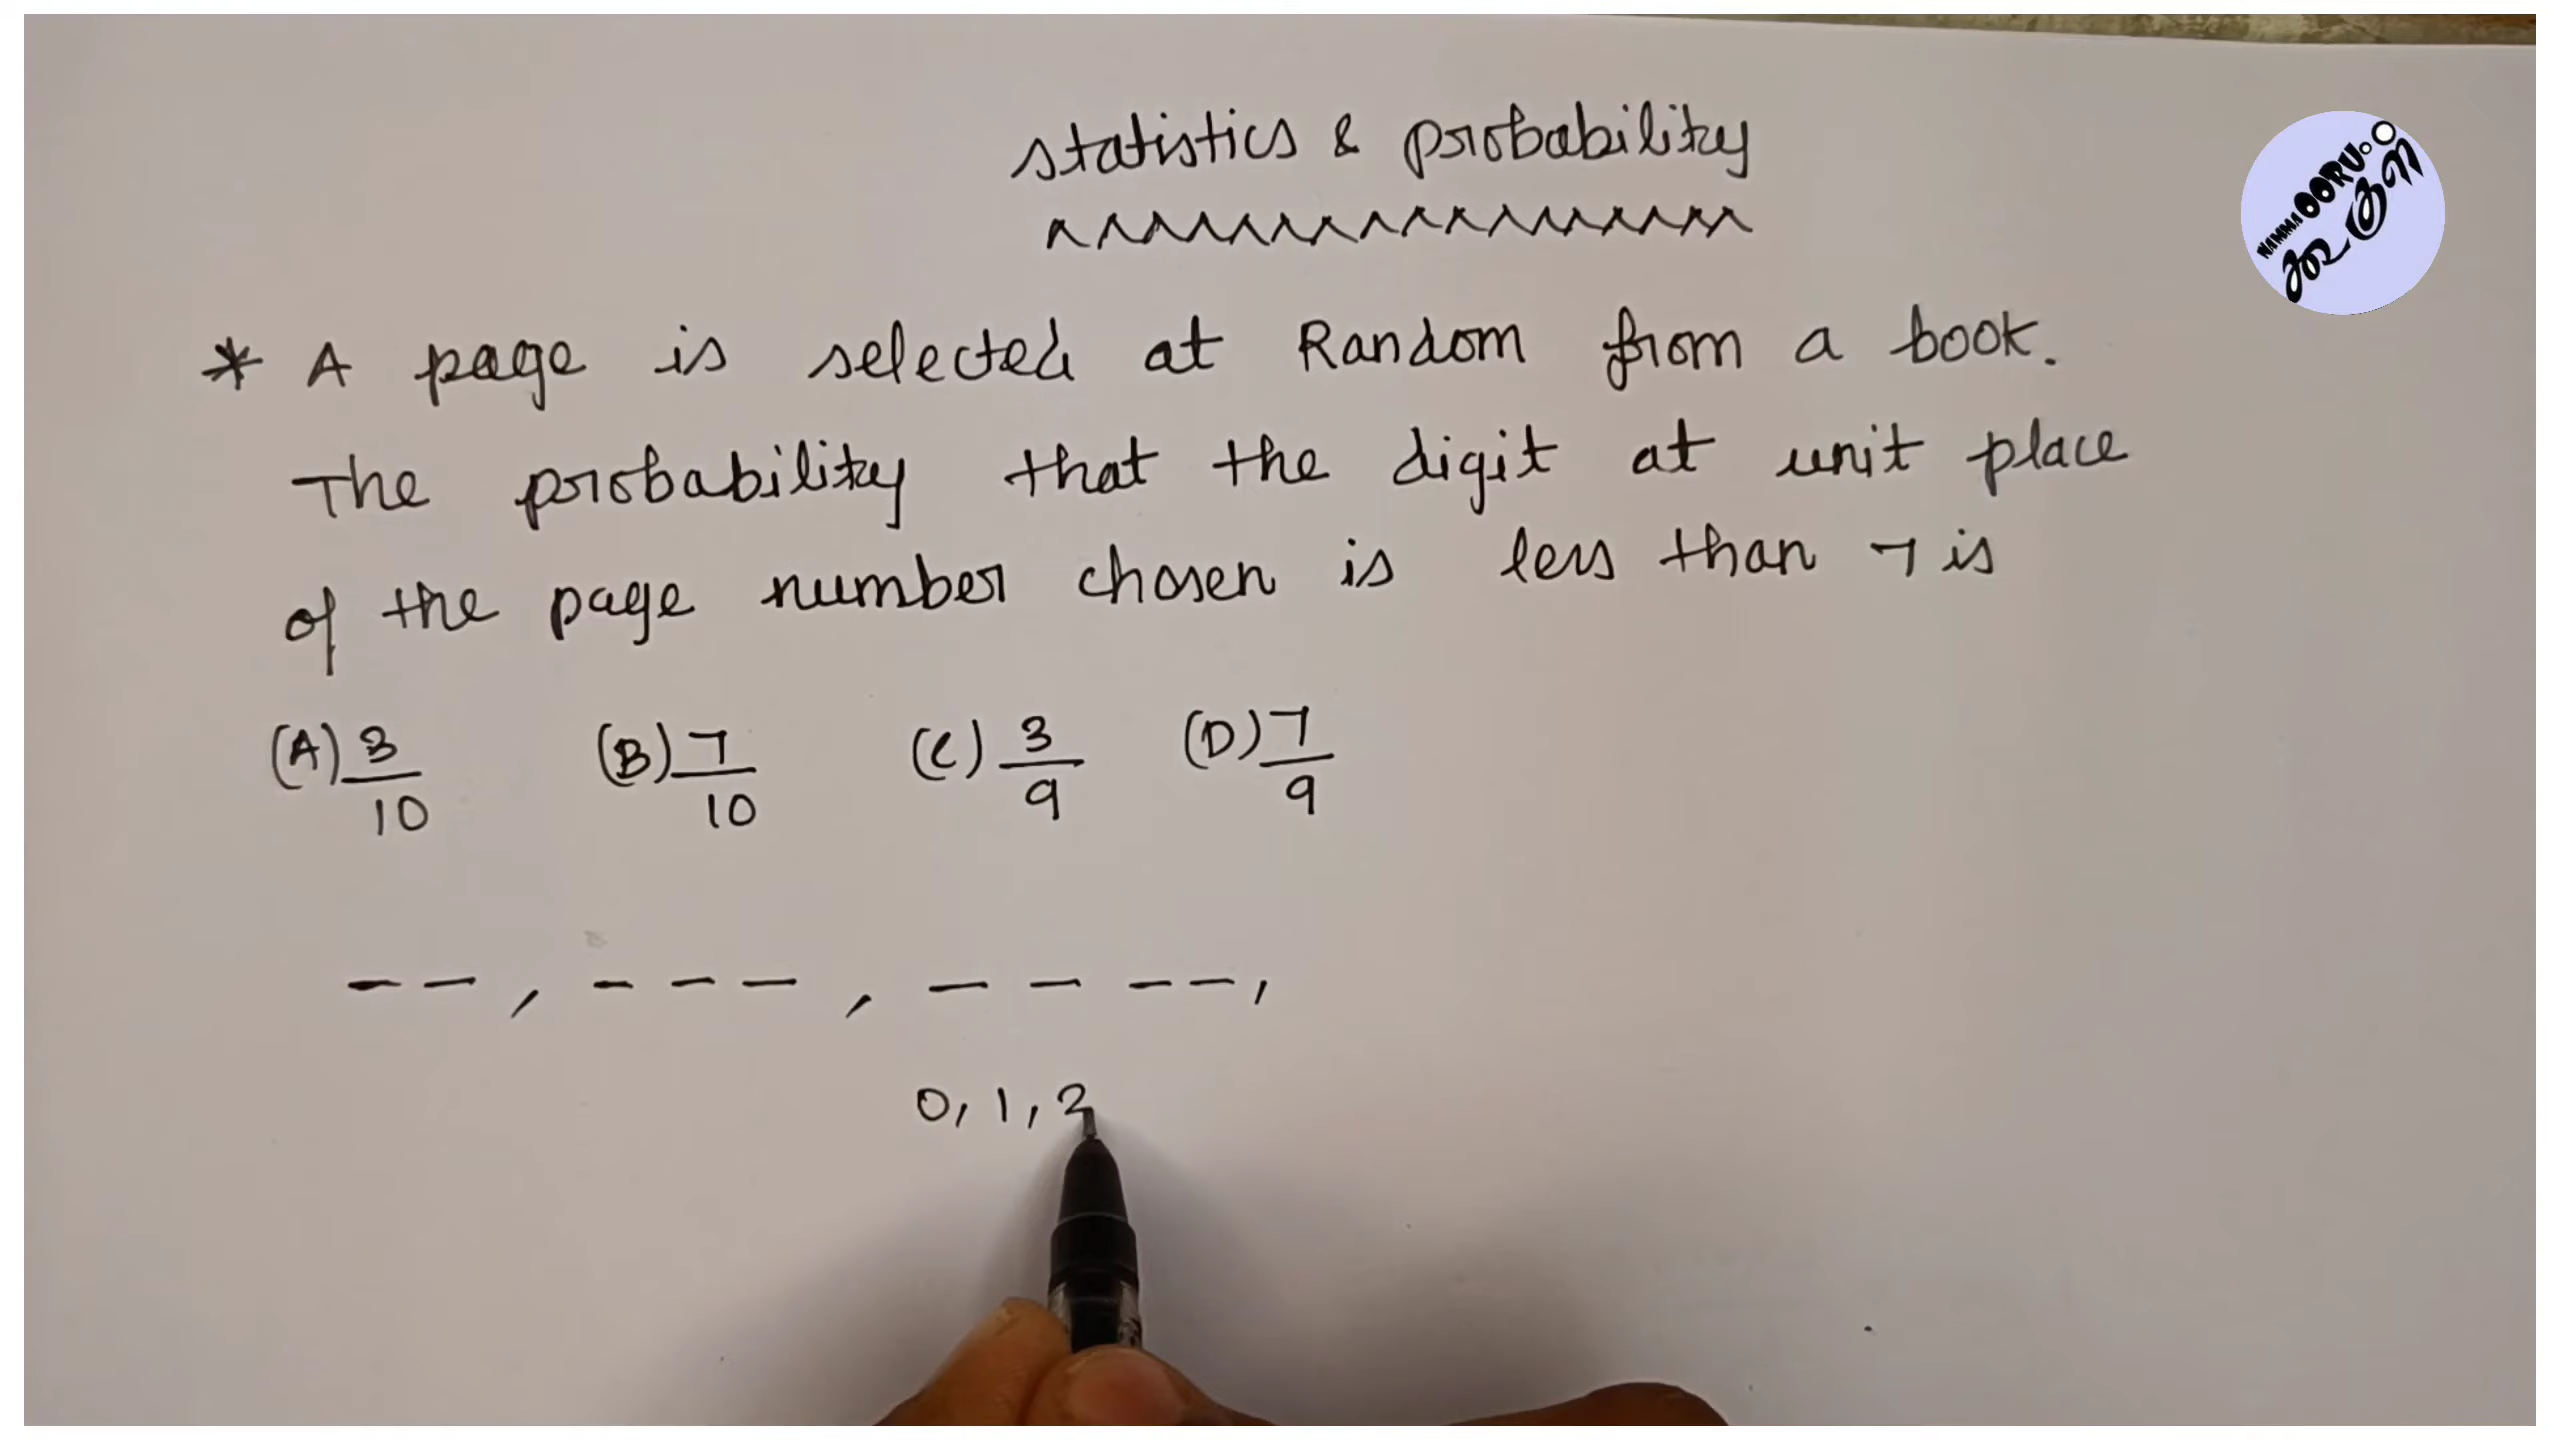 statistics & probability
NAMMA OORU
* A page is selected at Random from a book.
The probability that the digit at unit place
of the page number chosen is less than 7 is
(A) 3/10 (B) 7/10 (C) 3/9 (D) 7/9
— — , — — — , — — — — ,
0, 1, 2